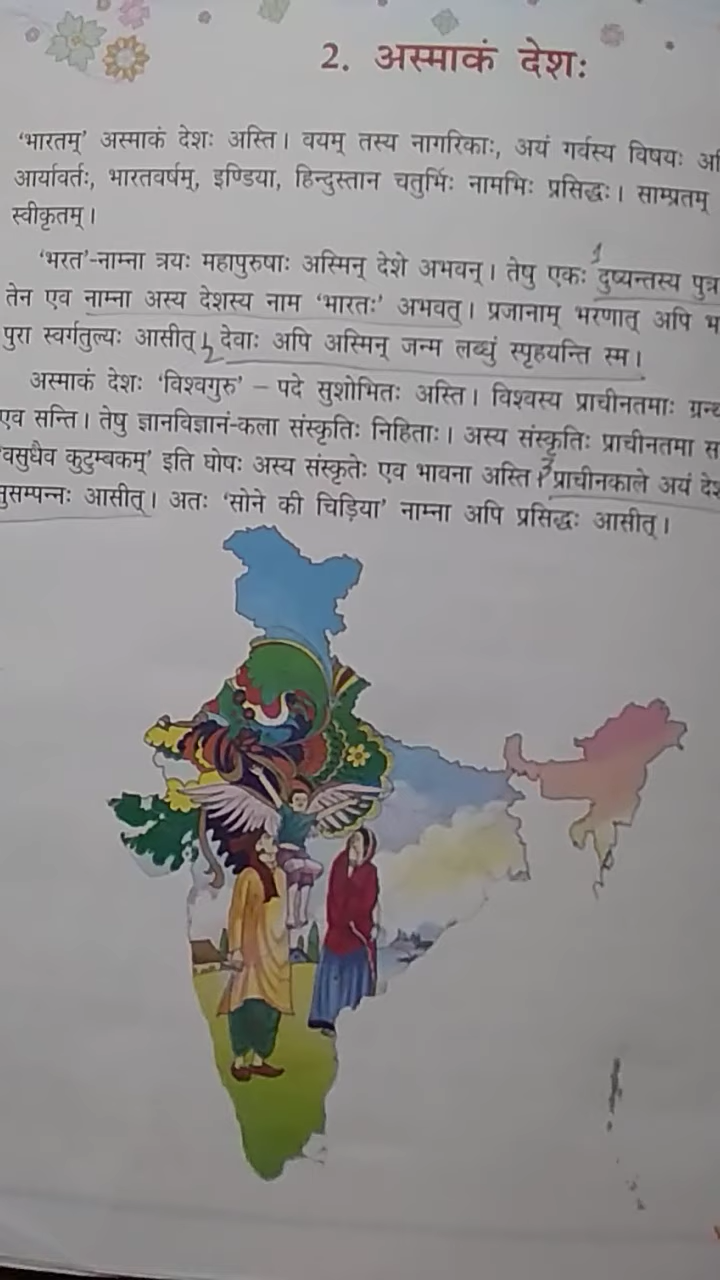 2. अस्माकं देशः
'भारतम्' अस्माकं देशः अस्ति। वयम् तस्य नागरिकाः, अयं गर्वस्य विषयः
आर्यावर्तः, भारतवर्षम्, इण्डिया, हिन्दुस्तान चतुर्भिः नामभिः प्रसिद्धः। साम्प्रतम्
स्वीकृतम्।
'भरत'-नाम्ना त्रयः महापुरुषाः अस्मिन् देशे अभवन्। तेषु एकः दुष्यन्तस्य पुत्र
तेन एव नाम्ना अस्य देशस्य नाम 'भारतः' अभवत्। प्रजानाम् भरणात् अपि
पुरा स्वर्गतुल्यः आसीत्। देवाः अपि अस्मिन् जन्म लब्धुं स्पृहयन्ति स्म।
अस्माकं देशः 'विश्वगुरु' – पदे सुशोभितः अस्ति। विश्वस्य प्राचीनतमाः
एव सन्ति। तेषु ज्ञानविज्ञानं-कला संस्कृतिः निहिताः। अस्य संस्कृतिः प्राचीनतमा
वसुधैव कुटुम्बकम्' इति घोषः अस्य संस्कृतेः एव भावना अस्ति। प्राचीनकाले अयं
सुसम्पन्नः आसीत्। अतः 'सोने की चिड़िया' नाम्ना अपि प्रसिद्धः आसीत्।